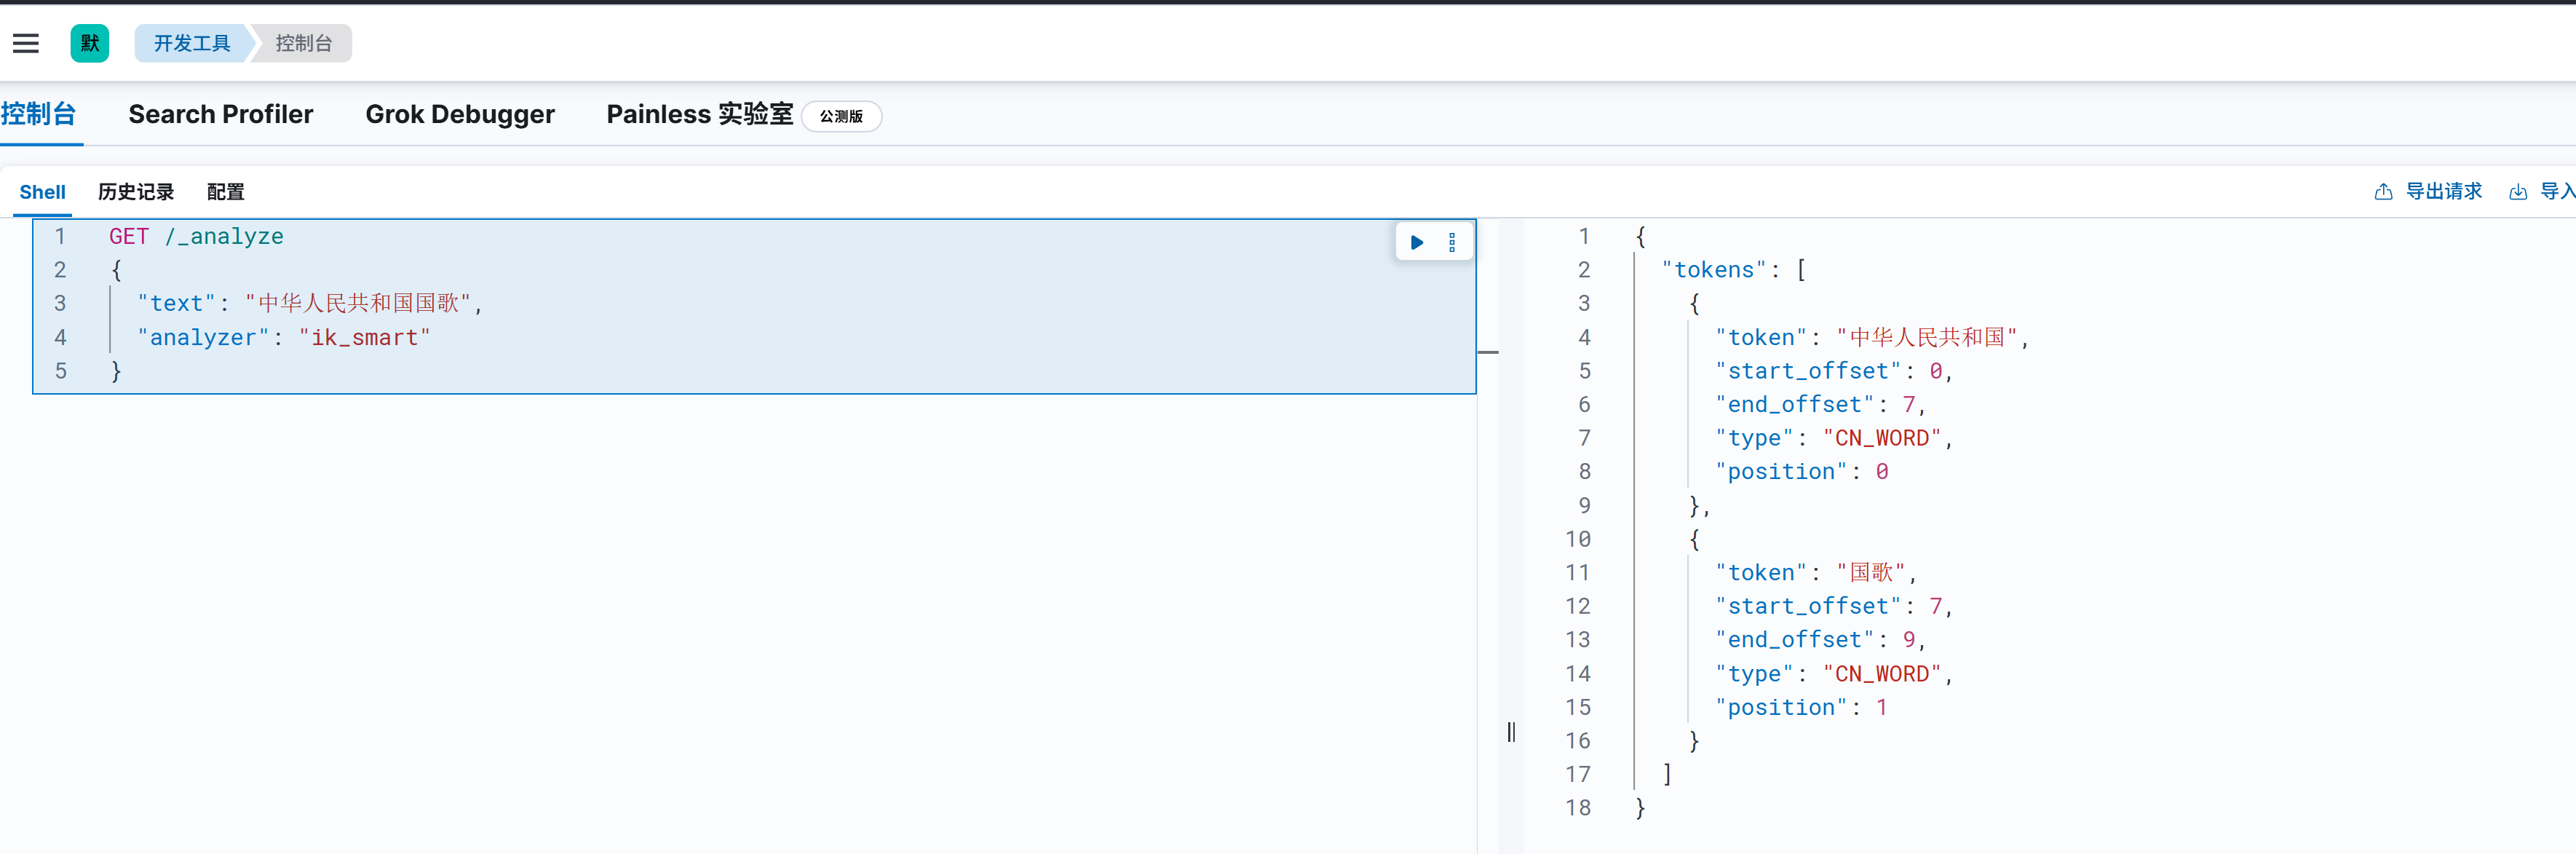 默 开发工具 控制台
控制台 Search Profiler Grok Debugger Painless 实验室 公测版
Shell 历史记录 配置 导出请求 导入
1 GET /_analyze
2 {
3 "text": "中华人民共和国国歌",
4 "analyzer": "ik_smart"
5 }
1 {
2 "tokens": [
3 {
4 "token": "中华人民共和国",
5 "start_offset": 0,
6 "end_offset": 7,
7 "type": "CN_WORD",
8 "position": 0
9 },
10 {
11 "token": "国歌",
12 "start_offset": 7,
13 "end_offset": 9,
14 "type": "CN_WORD",
15 "position": 1
16 }
17 ]
18 }